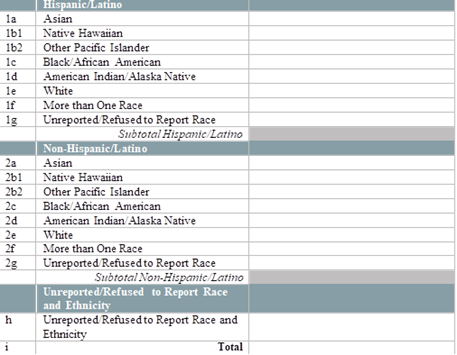 Hispanic/Latino
1a Asian
1b1 Native Hawaiian
1b2 Other Pacific Islander
1c Black/African American
1d American Indian/Alaska Native
1e White
1f More than One Race
1g Unreported/Refused to Report Race
Subtotal Hispanic/Latino
Non-Hispanic/Latino
2a Asian
2b1 Native Hawaiian
2b2 Other Pacific Islander
2c Black/African American
2d American Indian/Alaska Native
2e White
2f More than One Race
2g Unreported/Refused to Report Race
Subtotal Non-Hispanic/Latino
Unreported/Refused to Report Race
and Ethnicity
h Unreported/Refused to Report Race and
Ethnicity
i Total